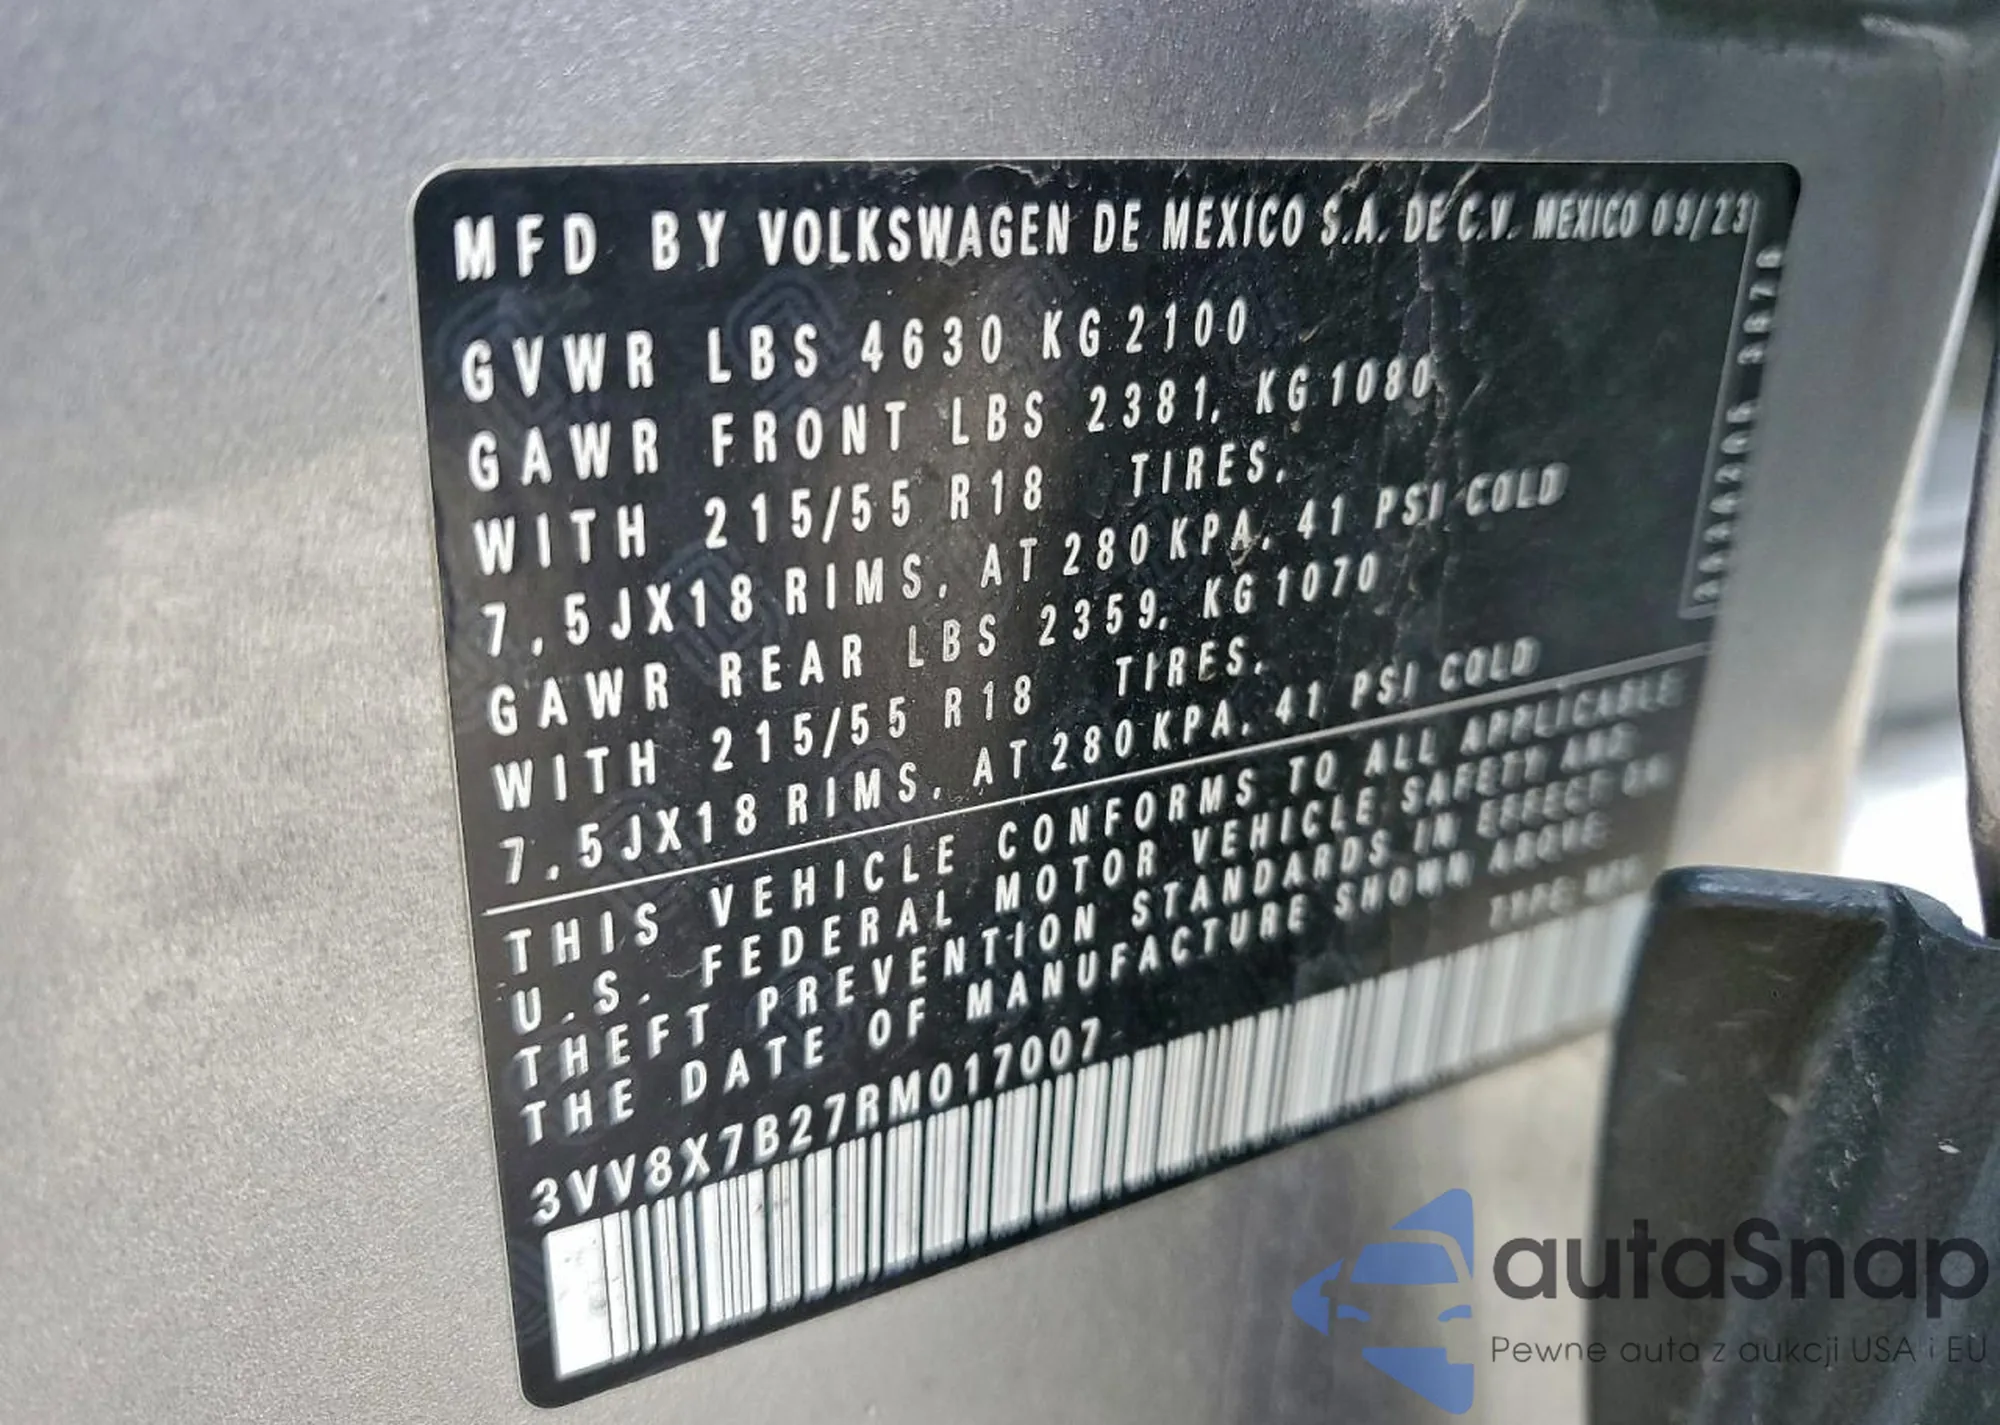 MFD BY VOLKSWAGEN DE MEXICO S.A. DE C.V. MEXICO 09/23
GVWR LBS 4630 KG 2100
GAWR FRONT LBS 2381, KG 1080
WITH 215/55 R18 TIRES,
7,5JX18 RIMS, AT 280 KPA, 41 PSI COLD
GAWR REAR LBS 2359, KG 1070
WITH 215/55 R18 TIRES,
7,5JX18 RIMS, AT 280 KPA, 41 PSI COLD
THIS VEHICLE CONFORMS TO ALL APPLICABLE
U.S. FEDERAL MOTOR VEHICLE SAFETY AND
THEFT PREVENTION STANDARDS IN EFFECT ON
THE DATE OF MANUFACTURE SHOWN ABOVE.
3VV8X7B27RM017007
TYPE:
autaSnap
Pewne auta z aukcji USA i EU